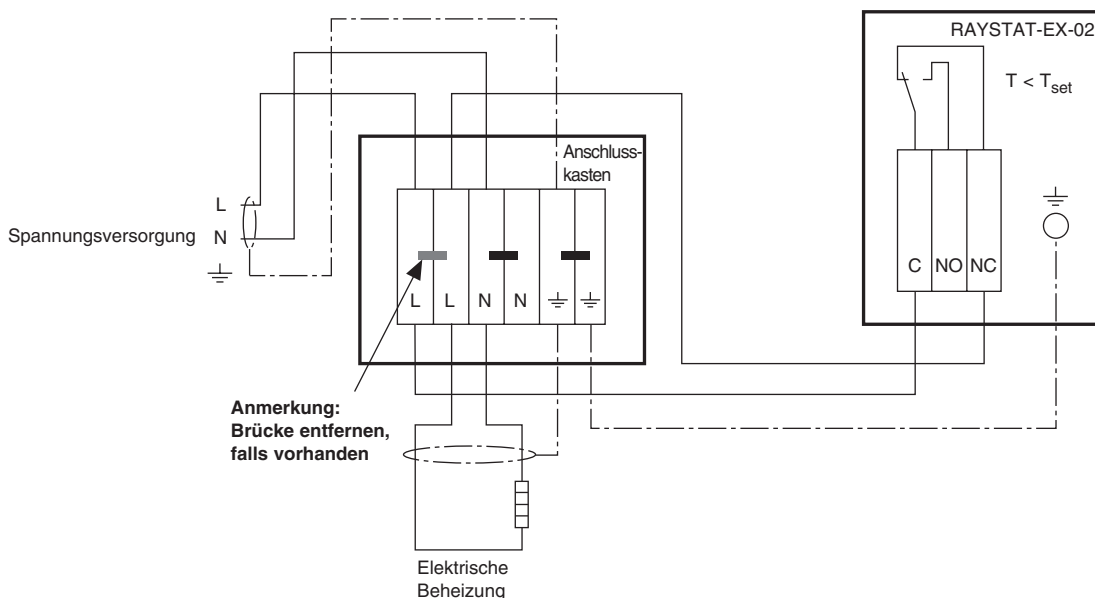 RAYSTAT-EX-02
T < Tset
Anschluss-
kasten
L
Spannungsversorgung N
C NO NC
L L N N
Anmerkung:
Brücke entfernen,
falls vorhanden
Elektrische
Beheizung